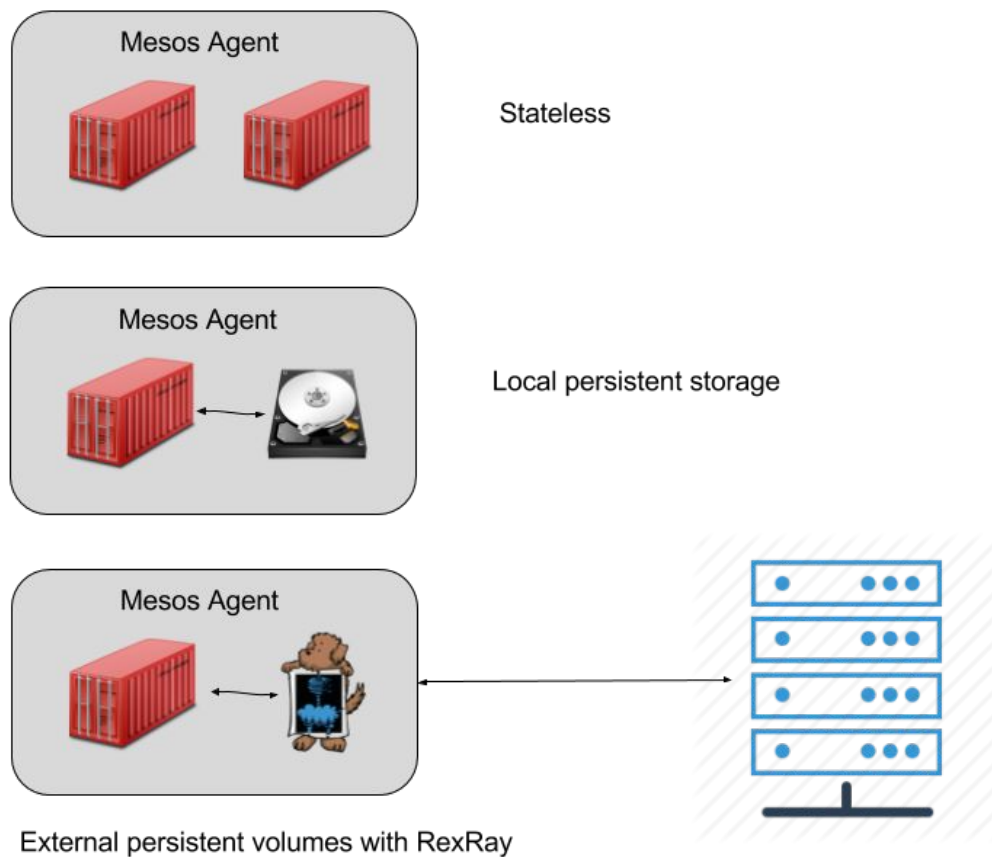 Mesos Agent
Stateless
Mesos Agent
Local persistent storage
Mesos Agent
External persistent volumes with RexRay